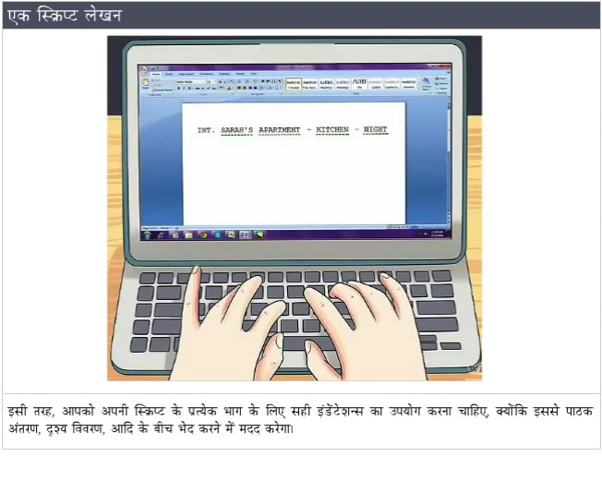 एक स्क्रिप्ट लेखन
INT. SARAH'S APARTMENT - KITCHEN - NIGHT
इसी तरह, आपको अपनी स्क्रिप्ट के प्रत्येक भाग के लिए सही इंडेंटेशन्स का उपयोग करना चाहिए, क्योंकि इससे पाठक
अंतरण, दृश्य विवरण, आदि के बीच भेद करने में मदद करेगा।